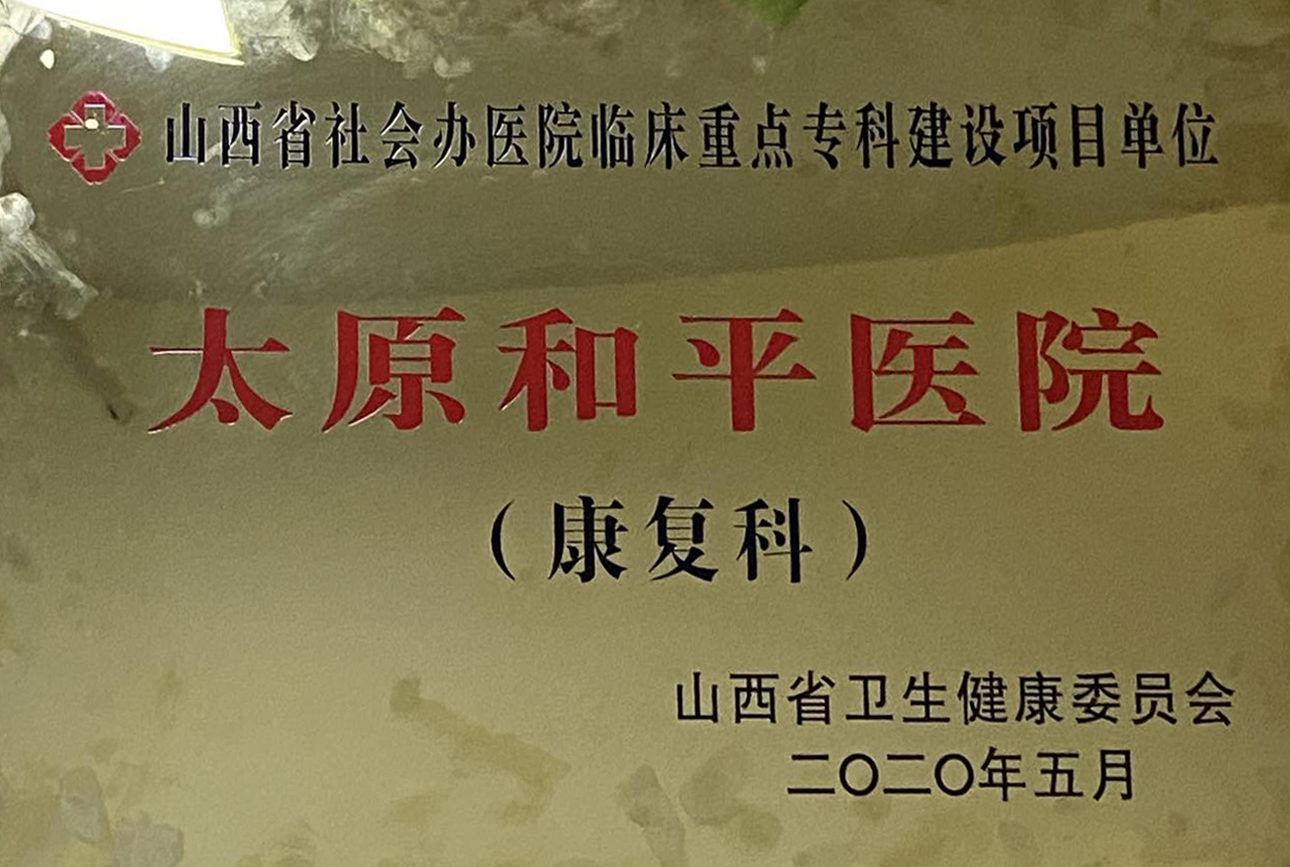 山西省社会办医院临床重点专科建设项目单位
太原和平医院
（康复科）
山西省卫生健康委员会
二〇二〇年五月